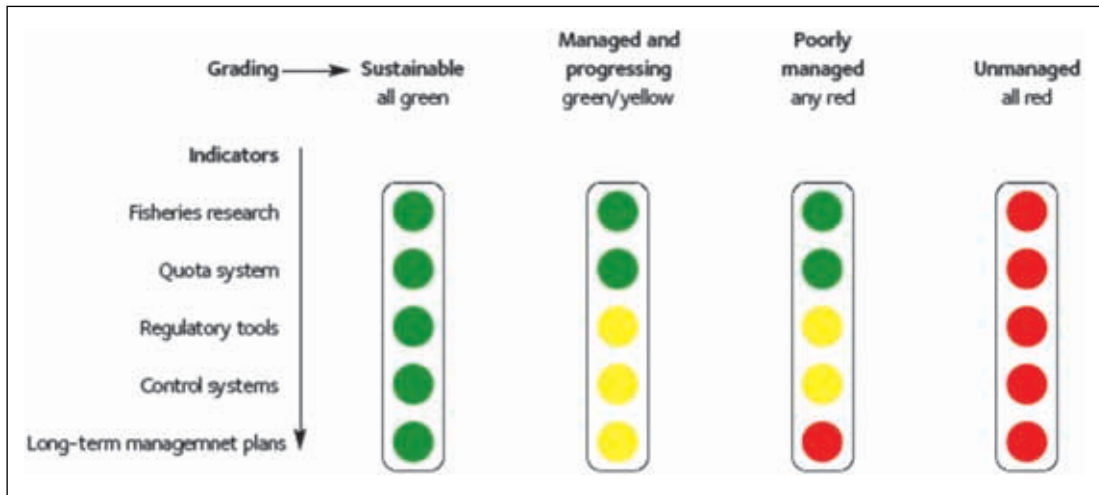 Grading
Sustainable
all green
Managed and
progressing
green/yellow
Poorly
managed
any red
Unmanaged
all red
Indicators
Fisheries research
Quota system
Regulatory tools
Control systems
Long-term managemnet plans